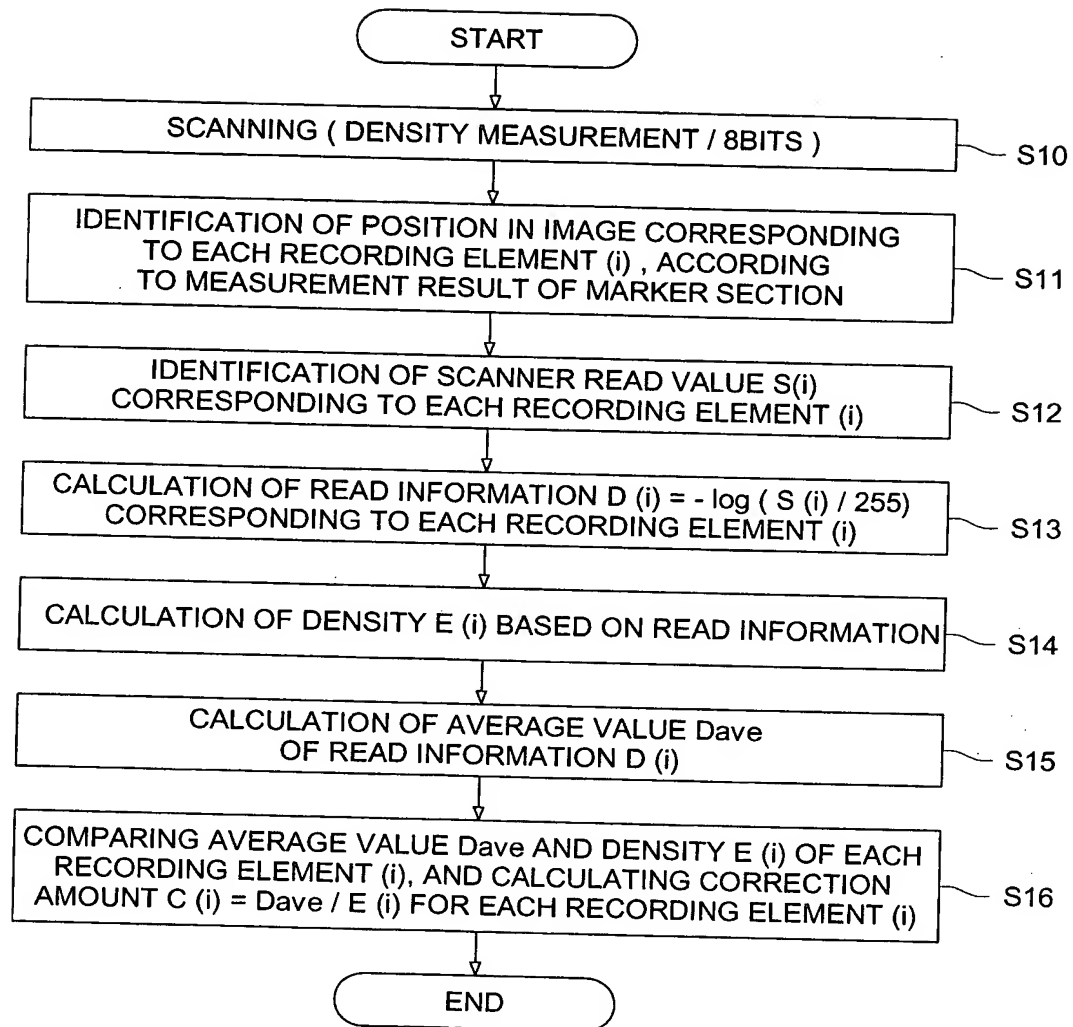 START
SCANNING ( DENSITY MEASUREMENT / 8BITS )
S10
IDENTIFICATION OF POSITION IN IMAGE CORRESPONDING
TO EACH RECORDING ELEMENT (i) , ACCORDING
TO MEASUREMENT RESULT OF MARKER SECTION
S11
IDENTIFICATION OF SCANNER READ VALUE S(i)
CORRESPONDING TO EACH RECORDING ELEMENT (i)
S12
CALCULATION OF READ INFORMATION D (i) = - log ( S (i) / 255)
CORRESPONDING TO EACH RECORDING ELEMENT (i)
S13
CALCULATION OF DENSITY E (i) BASED ON READ INFORMATION
S14
CALCULATION OF AVERAGE VALUE Dave
OF READ INFORMATION D (i)
S15
COMPARING AVERAGE VALUE Dave AND DENSITY E (i) OF EACH
RECORDING ELEMENT (i), AND CALCULATING CORRECTION
AMOUNT C (i) = Dave / E (i) FOR EACH RECORDING ELEMENT (i)
S16
END